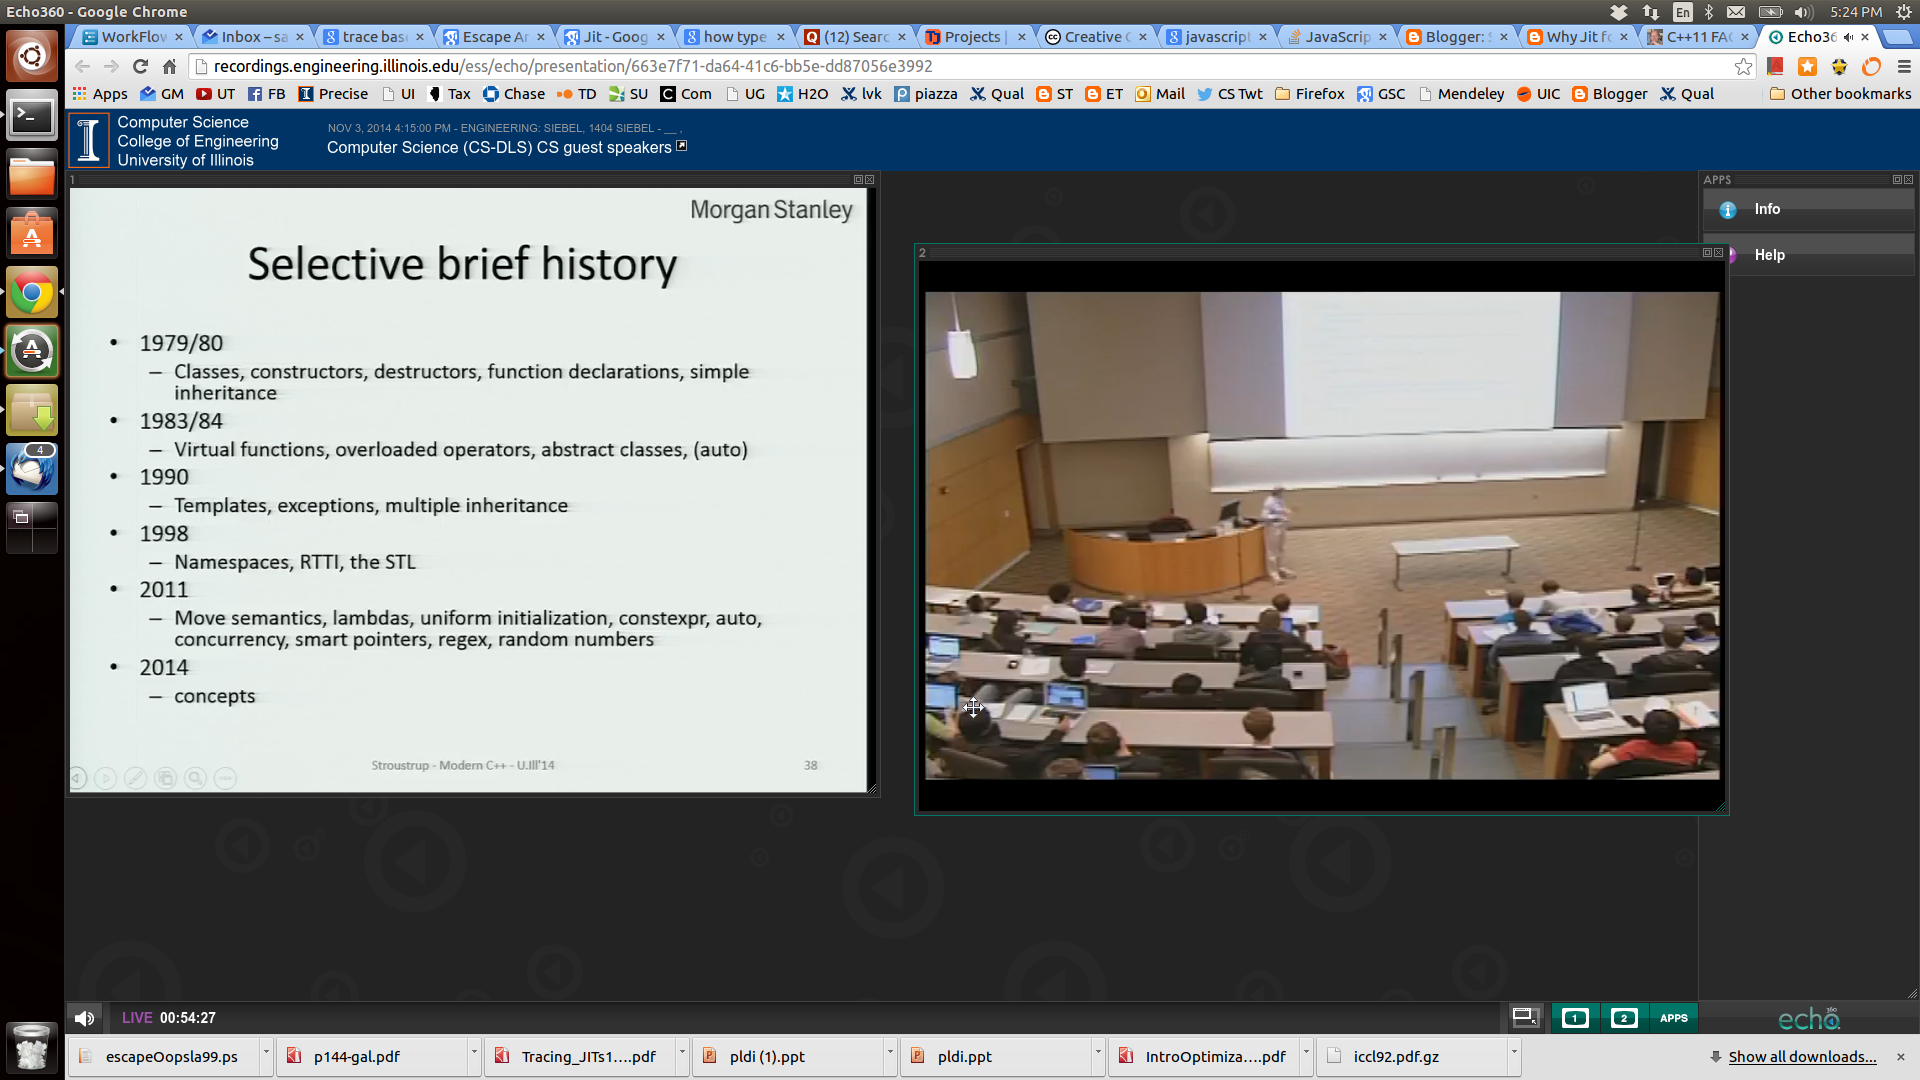 Echo360 - Google Chrome
En
5:24 PM
WorkFlow
Inbox – sa
trace bas
Escape Ar
Jit - Goog
how type
(12) Searc
Projects |
Creative C
javascript
JavaScrip
Blogger: S
Why Jit fo
C++11 FAQ
Echo36
recordings.engineering.illinois.edu/ess/echo/presentation/663e7f71-da64-41c6-bb5e-dd87056e3992
Apps GM UT FB Precise UI Tax Chase TD SU Com UG H2O lvk piazza Qual ST ET Mail CS Twt Firefox GSC Mendeley UIC Blogger Qual Other bookmarks
Computer Science
College of Engineering
University of Illinois
NOV 3, 2014 4:15:00 PM - ENGINEERING: SIEBEL, 1404 SIEBEL - __ ,
Computer Science (CS-DLS) CS guest speakers
1
Morgan Stanley
Selective brief history
• 1979/80
– Classes, constructors, destructors, function declarations, simple
inheritance
• 1983/84
– Virtual functions, overloaded operators, abstract classes, (auto)
• 1990
– Templates, exceptions, multiple inheritance
• 1998
– Namespaces, RTTI, the STL
• 2011
– Move semantics, lambdas, uniform initialization, constexpr, auto,
concurrency, smart pointers, regex, random numbers
• 2014
– concepts
Stroustrup - Modern C++ - U.Ill'14
38
2
APPS
Info
Help
4
LIVE 00:54:27
1
2
APPS
echo360
escapeOopsla99.ps
p144-gal.pdf
Tracing_JITs1....pdf
pldi (1).ppt
pldi.ppt
IntroOptimiza....pdf
iccl92.pdf.gz
Show all downloads...